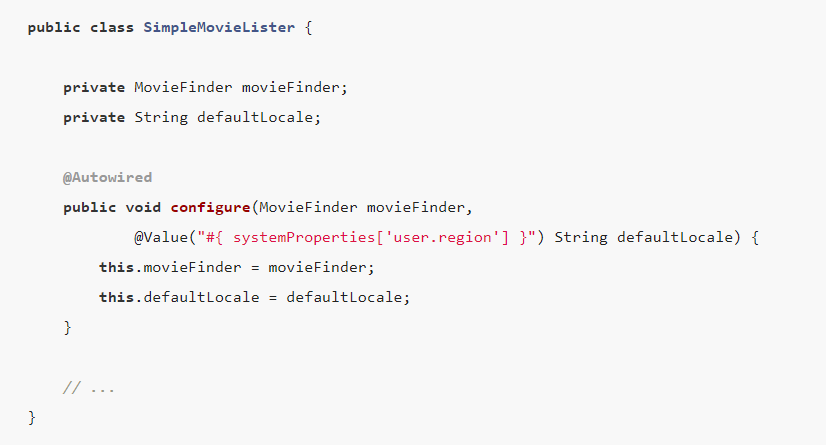 public class SimpleMovieLister {
private MovieFinder movieFinder;
private String defaultLocale;
@Autowired
public void configure(MovieFinder movieFinder,
@Value("#{ systemProperties['user.region'] }") String defaultLocale) {
this.movieFinder = movieFinder;
this.defaultLocale = defaultLocale;
}
// ...
}